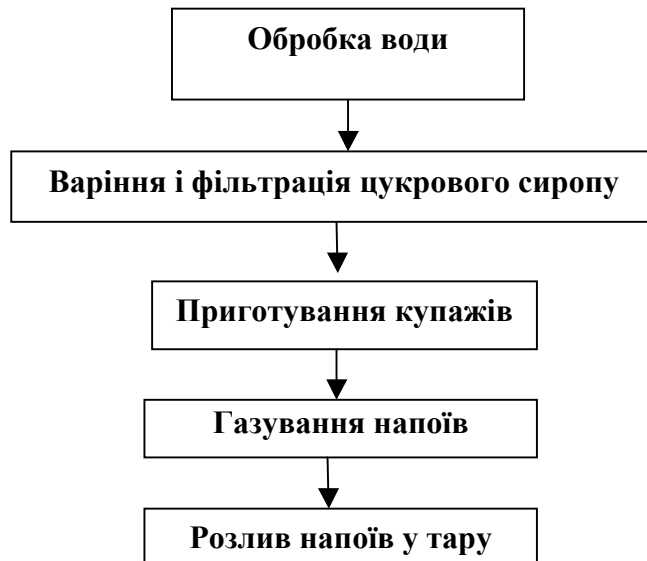 Обробка води
Варіння і фільтрація цукрового сиропу
Приготування купажів
Газування напоїв
Розлив напоїв у тару